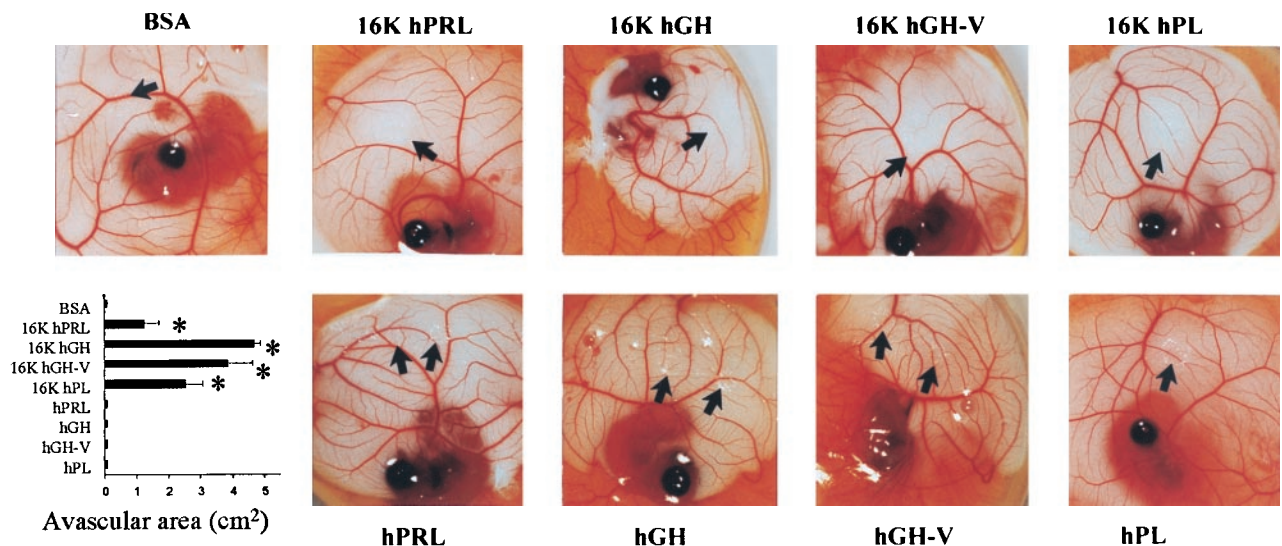 BSA
16K hPRL
16K hGH
16K hGH-V
16K hPL
BSA
16K hPRL *
16K hGH *
16K hGH-V *
16K hPL *
hPRL
hGH
hGH-V
hPL
0 1 2 3 4 5
Avascular area (cm²)
hPRL
hGH
hGH-V
hPL